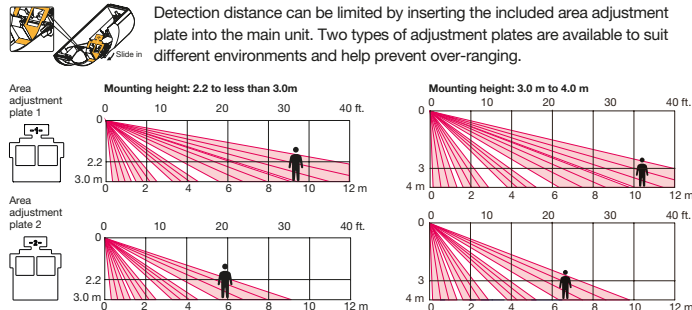 Detection distance can be limited by inserting the included area adjustment
plate into the main unit. Two types of adjustment plates are available to suit
different environments and help prevent over-ranging.
Slide in
Area
adjustment
plate 1
-1-
Mounting height: 2.2 to less than 3.0m
0 10 20 30 40 ft.
0
2.2
3.0 m
0 2 4 6 8 10 12 m
Mounting height: 3.0 m to 4.0 m
0 10 20 30 40 ft.
0
3
4 m
0 2 4 6 8 10 12 m
Area
adjustment
plate 2
-2-
0 10 20 30 40 ft.
0
2.2
3.0 m
0 2 4 6 8 10 12 m
0 10 20 30 40 ft.
0
3
4 m
0 2 4 6 8 10 12 m